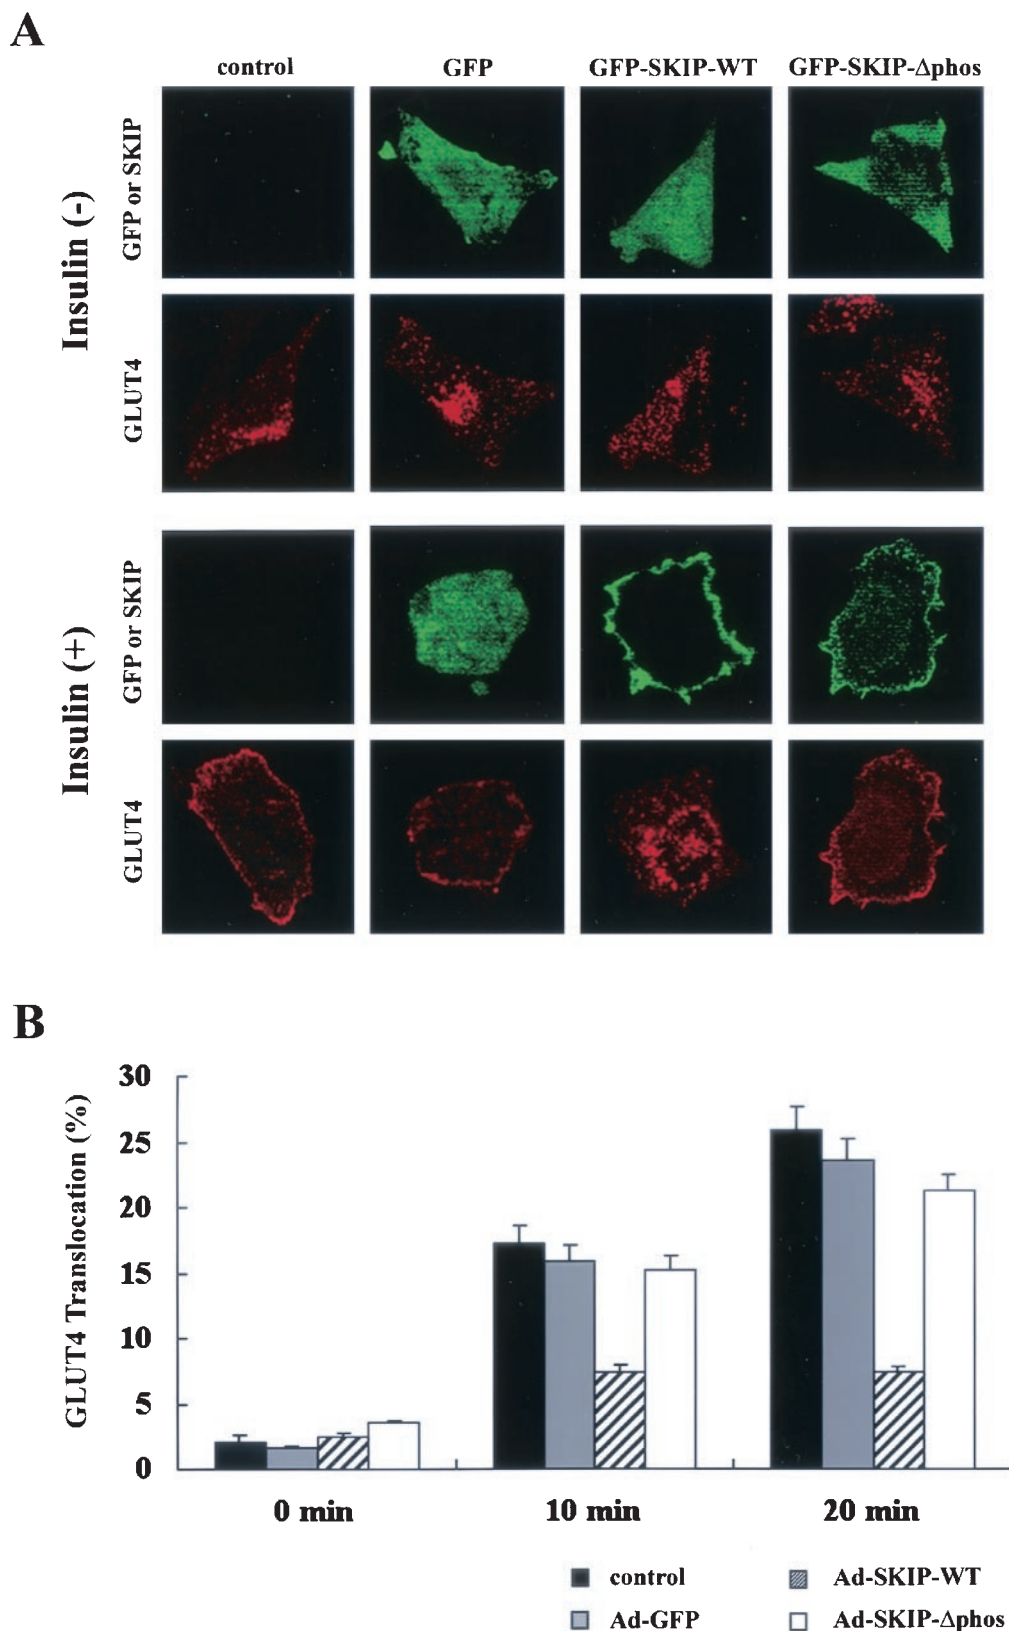 A
control GFP GFP-SKIP-WT GFP-SKIP-Δphos
Insulin (-)
GFP or SKIP
GLUT4
Insulin (+)
GFP or SKIP
GLUT4
B
GLUT4 Translocation (%)
30
25
20
15
10
5
0
0 min 10 min 20 min
control Ad-SKIP-WT
Ad-GFP Ad-SKIP-Δphos